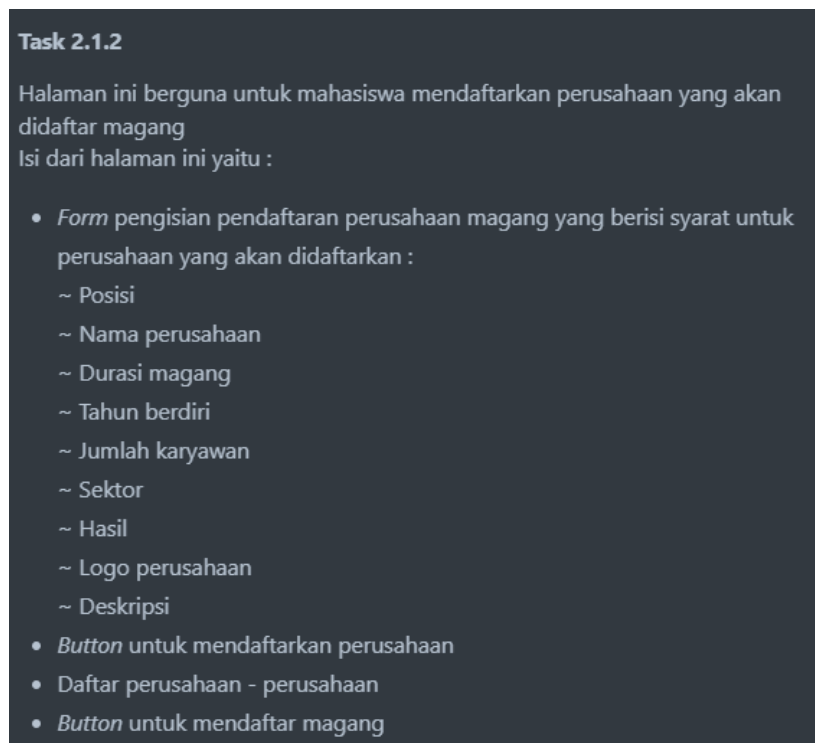 Task 2.1.2
Halaman ini berguna untuk mahasiswa mendaftarkan perusahaan yang akan
didaftar magang
Isi dari halaman ini yaitu :
• Form pengisian pendaftaran perusahaan magang yang berisi syarat untuk
perusahaan yang akan didaftarkan :
~ Posisi
~ Nama perusahaan
~ Durasi magang
~ Tahun berdiri
~ Jumlah karyawan
~ Sektor
~ Hasil
~ Logo perusahaan
~ Deskripsi
• Button untuk mendaftarkan perusahaan
• Daftar perusahaan - perusahaan
• Button untuk mendaftar magang